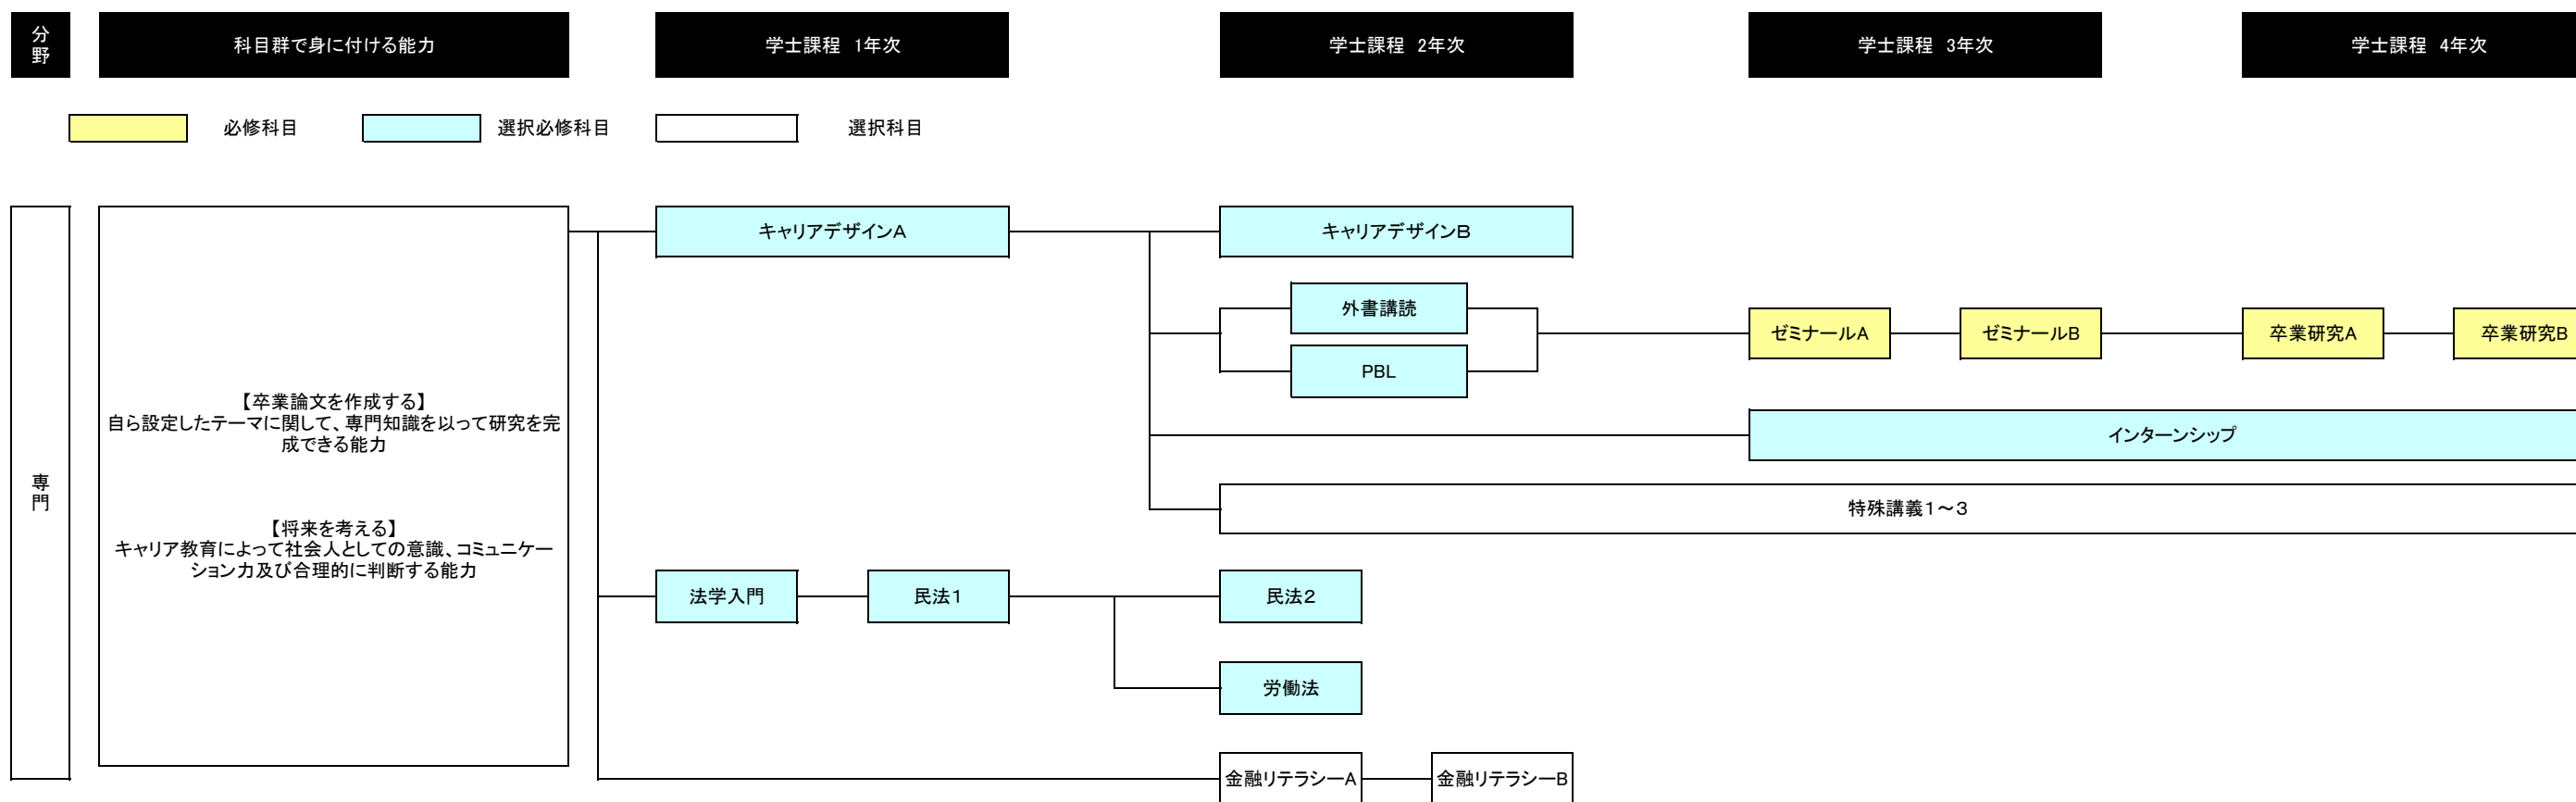 分
野
科目群で身に付ける能力
学士課程 1年次
学士課程 2年次
学士課程 3年次
学士課程 4年次
必修科目
選択必修科目
選択科目
専
門
【卒業論文を作成する】
自ら設定したテーマに関して、専門知識を以って研究を完
成できる能力
【将来を考える】
キャリア教育によって社会人としての意識、コミュニケー
ション力及び合理的に判断する能力
キャリアデザインA
キャリアデザインB
外書講読
PBL
ゼミナールA
ゼミナールB
卒業研究A
卒業研究B
インターンシップ
特殊講義1～3
法学入門
民法1
民法2
労働法
金融リテラシーA
金融リテラシーB